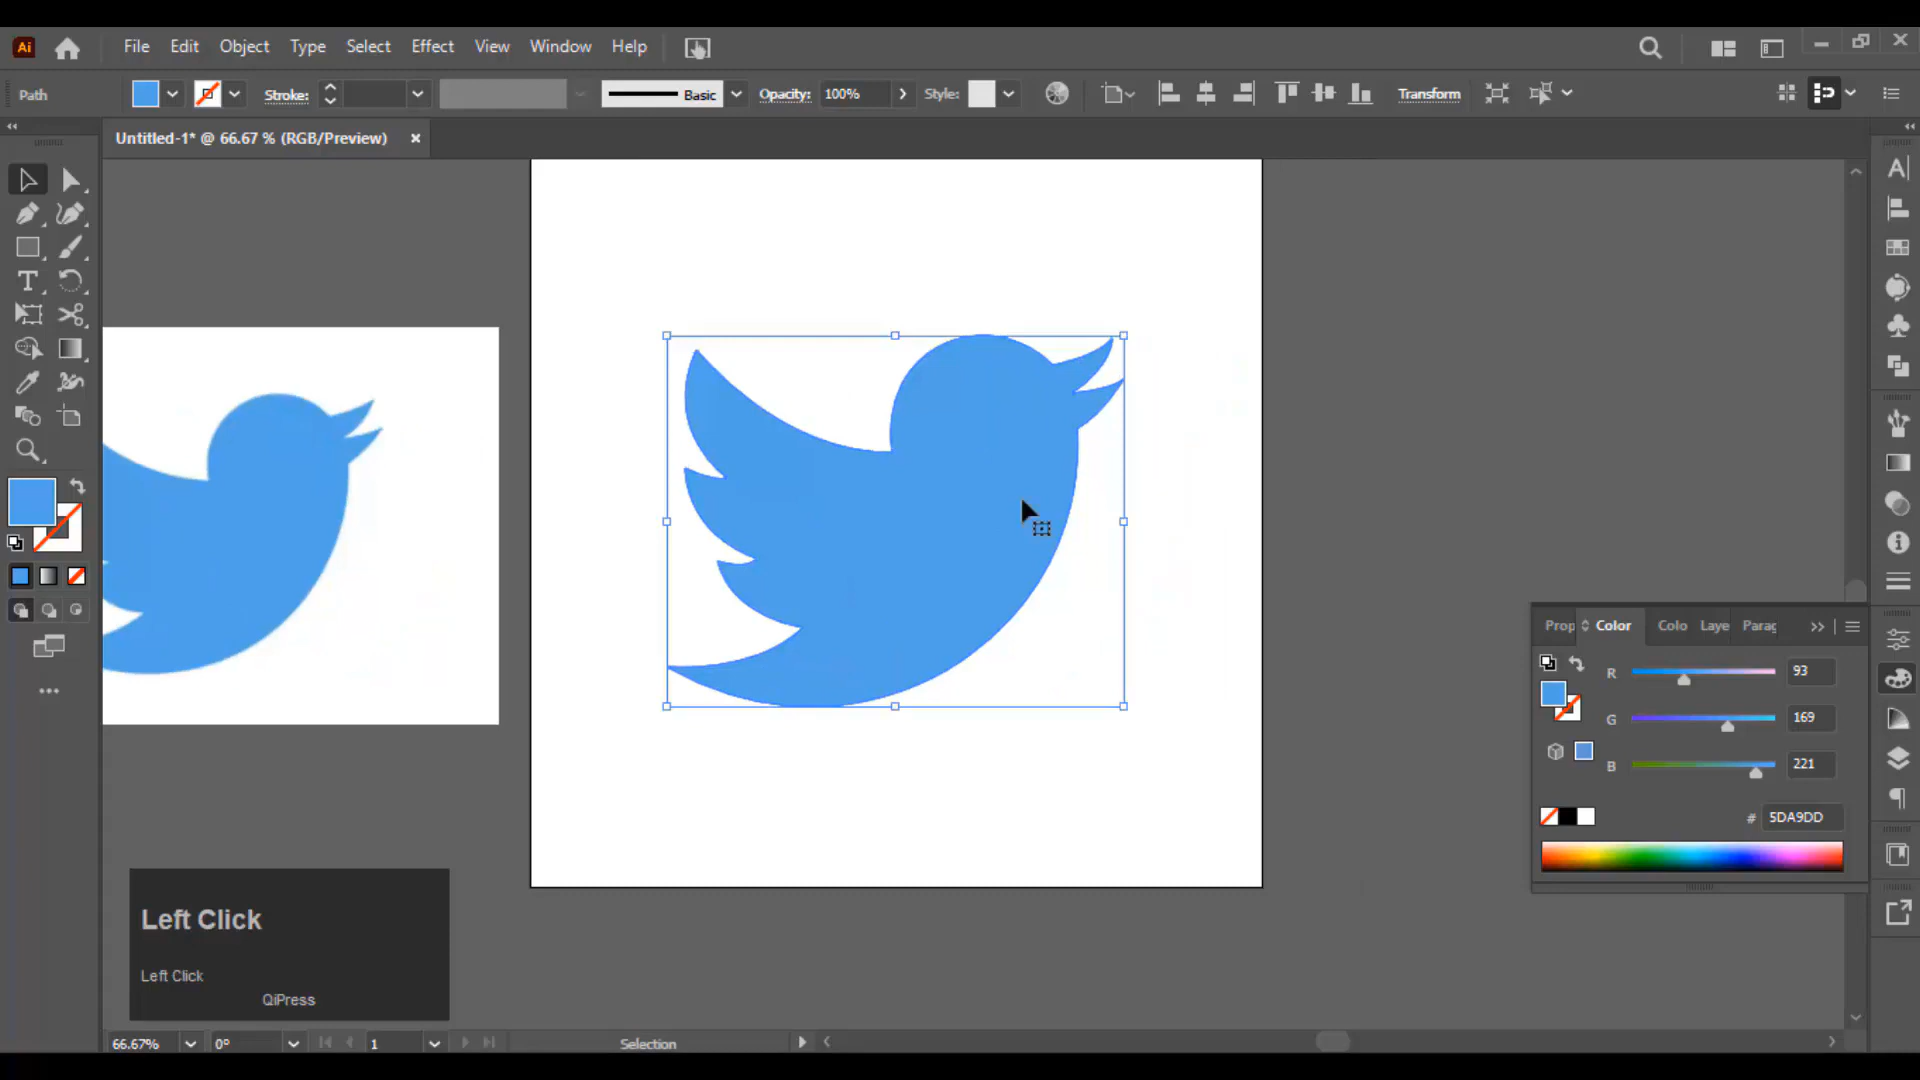 Ai File Edit Object Type Select Effect View Window Help
Path Stroke: Basic Opacity: 100% Style: Transform
Untitled-1* @ 66.67 % (RGB/Preview) ×
Prop Color Colo Laye Parag
R 93
G 169
B 221
# 5DA9DD
Left Click
Left Click
QiPress
66.67% 0° 1 Selection